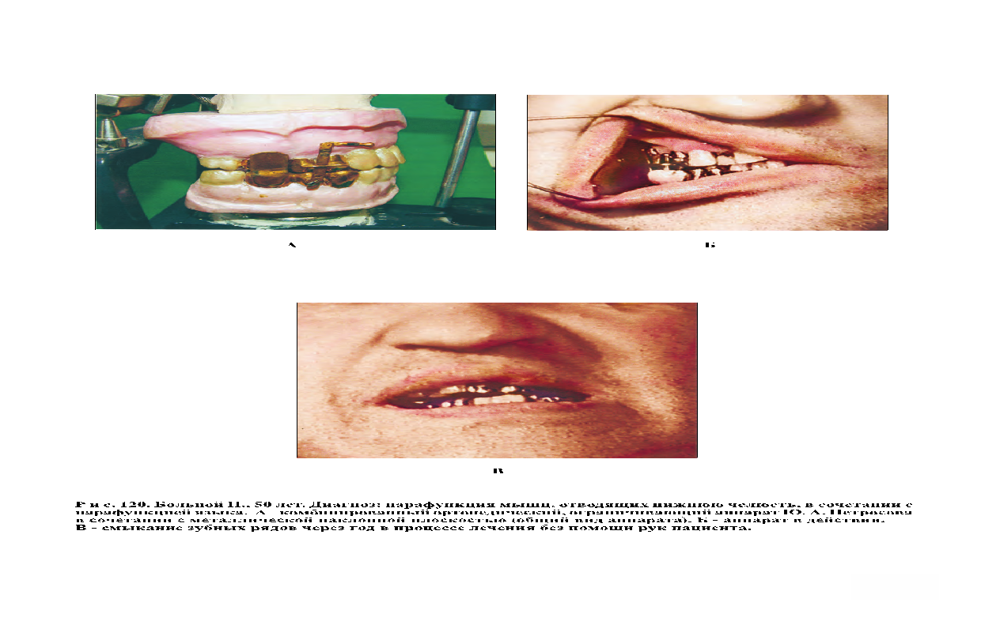 А
Б
В
Р и с. 120. Больной П., 50 лет. Диагноз: парафункция мышц, отводящих нижнюю челюсть, в сочетании с
парафункцией языка. А - комбинированный ортопедический, ограничивающий аппарат Ю. А. Петросова
в сочетании с металлической наклонной плоскостью (общий вид аппарата). Б - аппарат в действии.
В - смыкание зубных рядов через год в процессе лечения без помощи рук пациента.